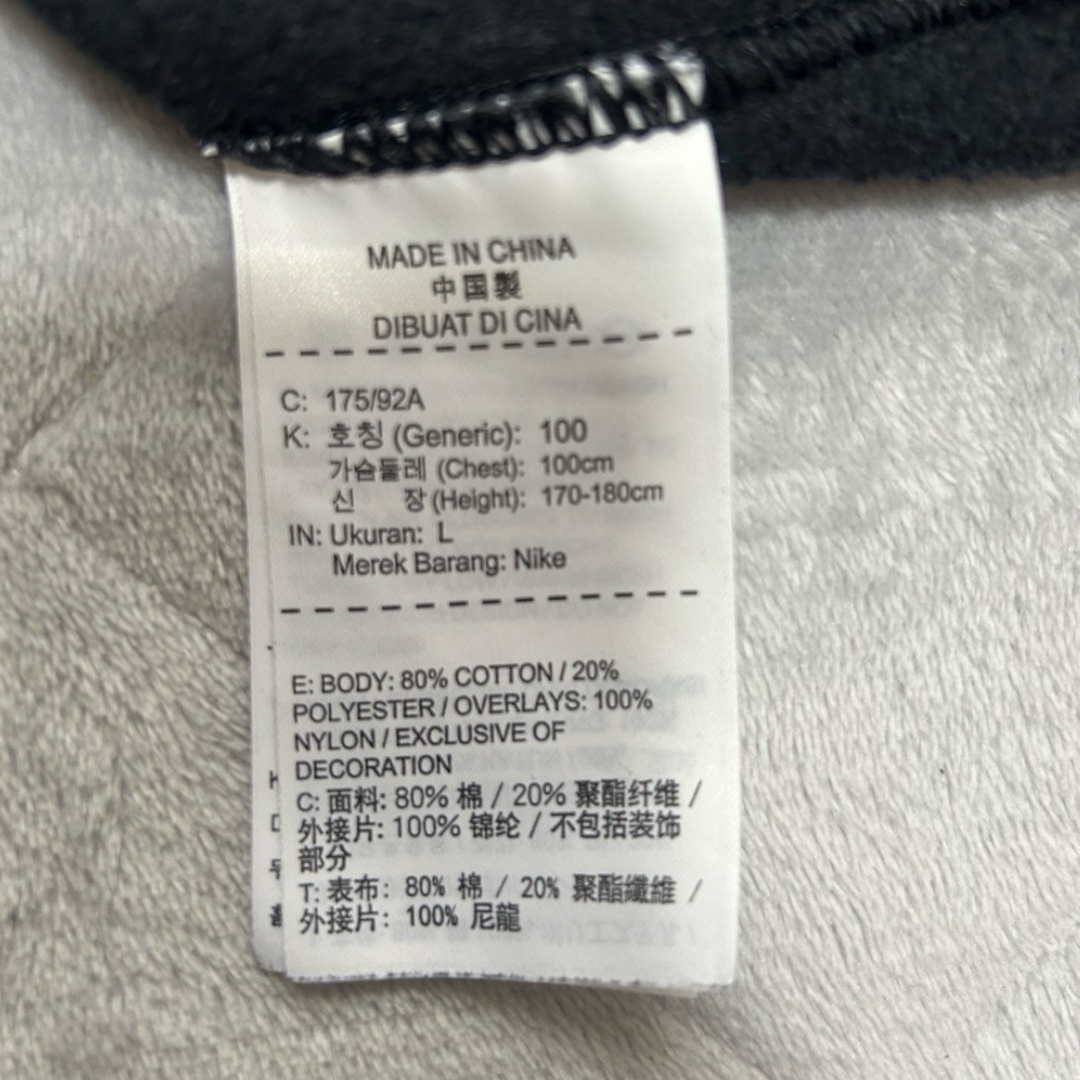 MADE IN CHINA
中国製
DIBUAT DI CINA
C: 175/92A
K: 호칭 (Generic): 100
가슴둘레 (Chest): 100cm
신 장 (Height): 170-180cm
IN: Ukuran: L
Merek Barang: Nike
E: BODY: 80% COTTON / 20%
POLYESTER / OVERLAYS: 100%
NYLON / EXCLUSIVE OF
DECORATION
C: 面料: 80% 棉 / 20% 聚酯纤维 /
外接片: 100% 锦纶 / 不包括装饰
部分
T: 表布: 80% 棉 / 20% 聚酯纖維 /
外接片: 100% 尼龍